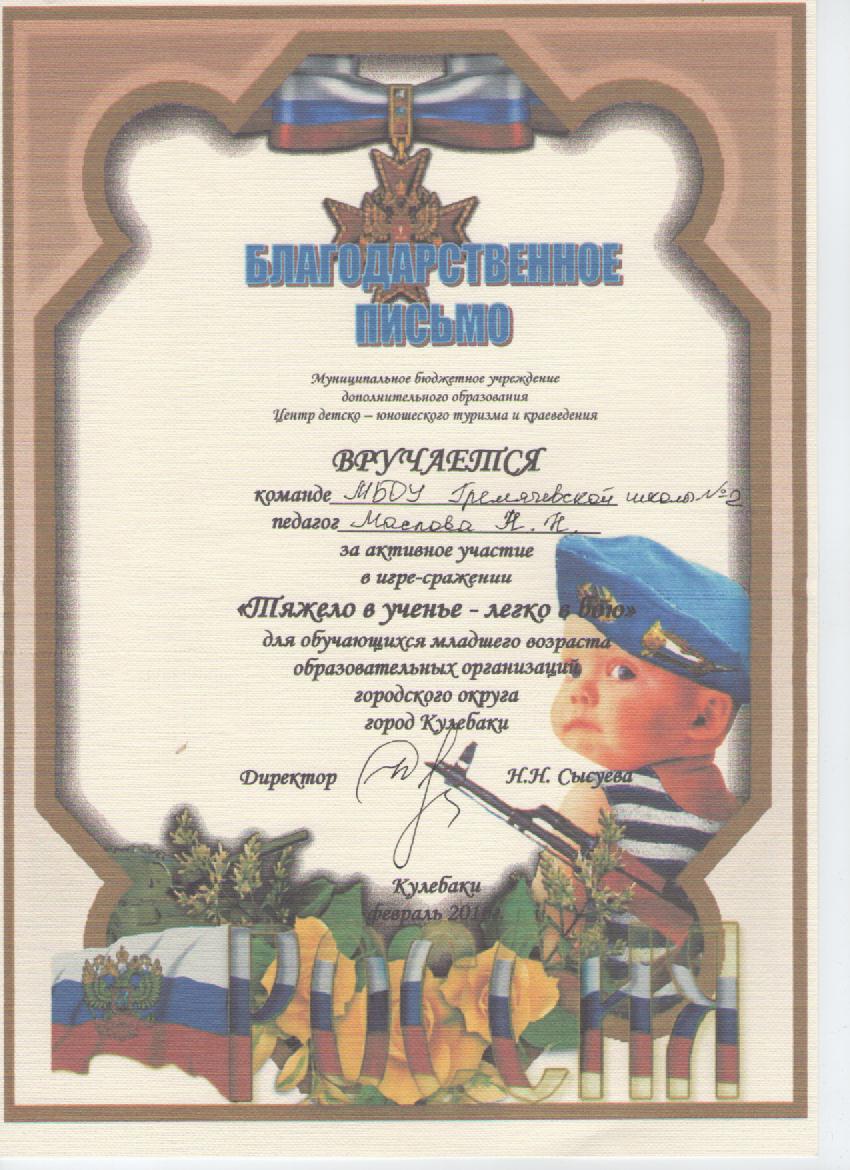 БЛАГОДАРСТВЕННОЕ
ПИСЬМО
Муниципальное бюджетное учреждение
дополнительного образования
Центр детско – юношеского туризма и краеведения
ВРУЧАЕТСЯ
команде МБОУ Гремячевской школы №2
педагог Маслова Н.Н.
за активное участие
в игре-сражении
«Тяжело в ученье - легко в бою»
для обучающихся младшего возраста
образовательных организаций
городского округа
город Кулебаки
Директор Н.Н. Сысуева
Кулебаки
февраль
РОССИЯ